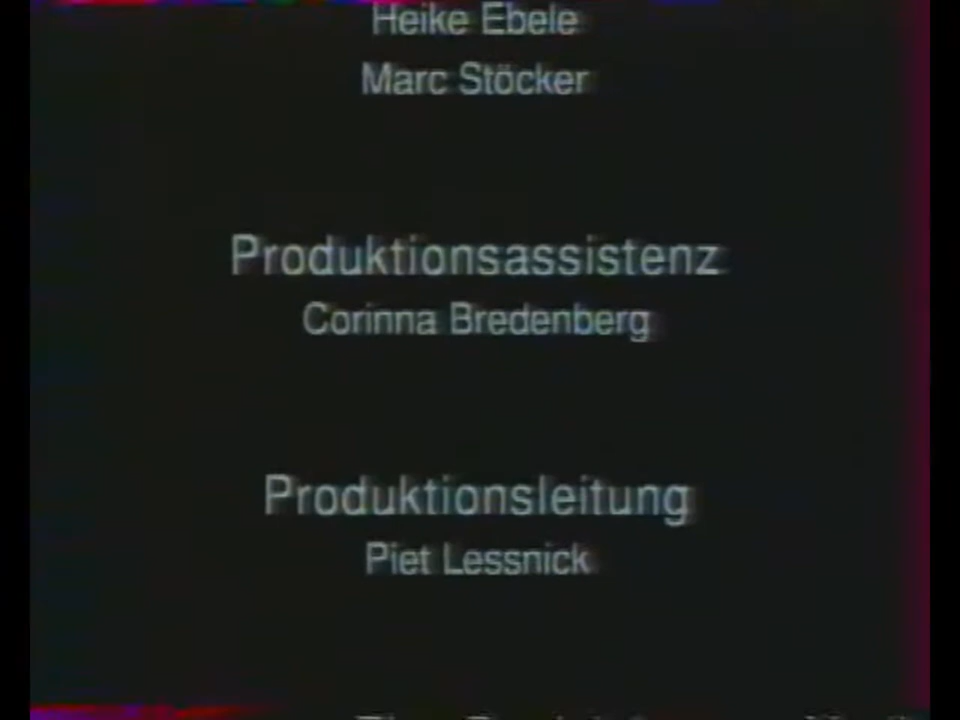 Heike Ebele
Marc Stöcker
Produktionsassistenz
Corinna Bredenberg
Produktionsleitung
Piet Lessnick